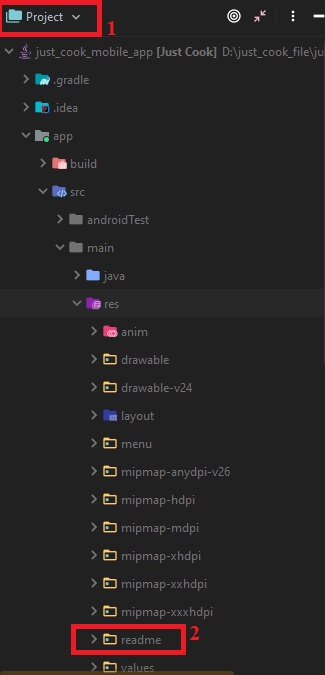 Project
1
just_cook_mobile_app [Just Cook] D:\just_cook_file\ju
.gradle
.idea
app
build
src
androidTest
main
java
res
anim
drawable
drawable-v24
layout
menu
mipmap-anydpi-v26
mipmap-hdpi
mipmap-mdpi
mipmap-xhdpi
mipmap-xxhdpi
mipmap-xxxhdpi
readme 2
values